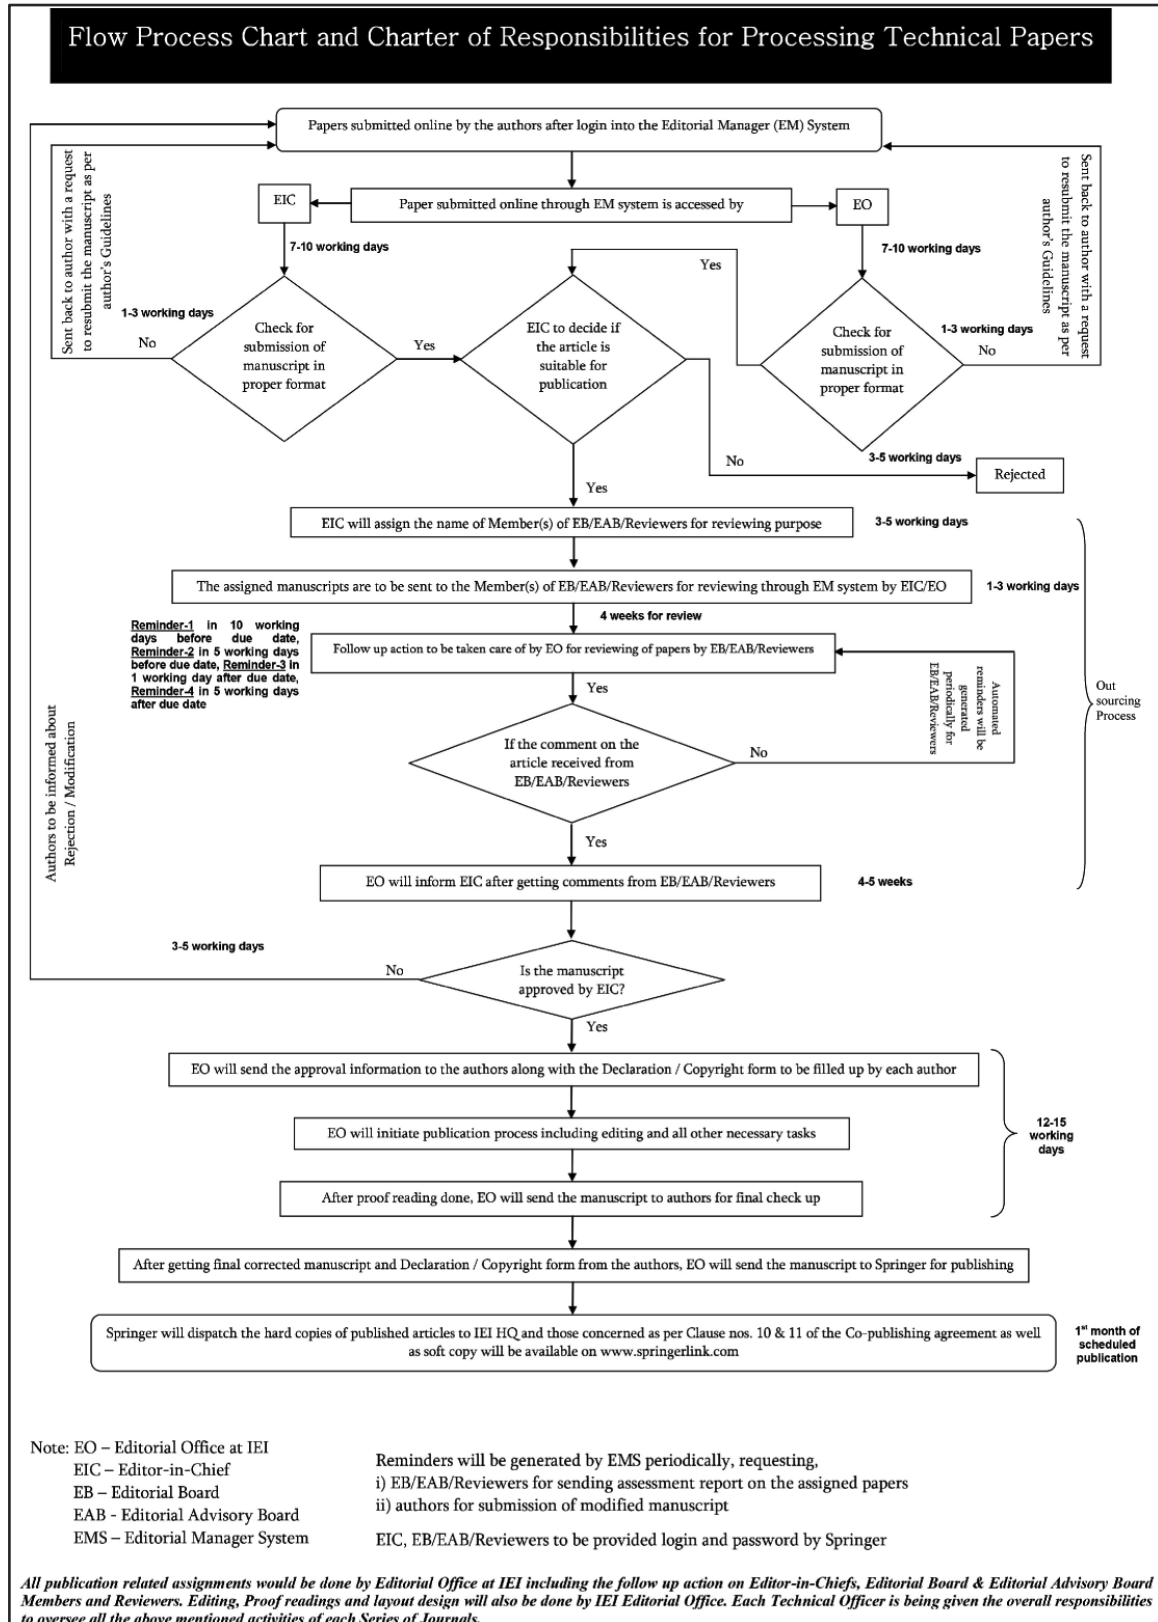 Flow Process Chart and Charter of Responsibilities for Processing Technical Papers
Papers submitted online by the authors after login into the Editorial Manager (EM) System
Sent back to author with a request
to resubmit the manuscript as per
author's Guidelines
EIC
Paper submitted online through EM system is accessed by
EO
Sent back to author with a request
to resubmit the manuscript as per
author's Guidelines
7-10 working days
7-10 working days
Yes
1-3 working days
No
Check for
submission of
manuscript in
proper format
Yes
EIC to decide if
the article is
suitable for
publication
Check for
submission of
manuscript in
proper format
1-3 working days
No
3-5 working days
No
Rejected
Yes
EIC will assign the name of Member(s) of EB/EAB/Reviewers for reviewing purpose
3-5 working days
The assigned manuscripts are to be sent to the Member(s) of EB/EAB/Reviewers for reviewing through EM system by EIC/EO
1-3 working days
4 weeks for review
Reminder-1 in 10 working
days before due date,
Reminder-2 in 5 working days
before due date, Reminder-3 in
1 working day after due date,
Reminder-4 in 5 working days
after due date
Follow up action to be taken care of by EO for reviewing of papers by EB/EAB/Reviewers
Yes
Automated
reminders will be
generated
periodically for
EB/EAB/Reviewers
Out
sourcing
Process
If the comment on the
article received from
EB/EAB/Reviewers
No
Authors to be informed about
Rejection / Modification
Yes
EO will inform EIC after getting comments from EB/EAB/Reviewers
4-5 weeks
3-5 working days
No
Is the manuscript
approved by EIC?
Yes
EO will send the approval information to the authors along with the Declaration / Copyright form to be filled up by each author
EO will initiate publication process including editing and all other necessary tasks
12-15
working
days
After proof reading done, EO will send the manuscript to authors for final check up
After getting final corrected manuscript and Declaration / Copyright form from the authors, EO will send the manuscript to Springer for publishing
Springer will dispatch the hard copies of published articles to IEI HQ and those concerned as per Clause nos. 10 & 11 of the Co-publishing agreement as well
as soft copy will be available on www.springerlink.com
1st month of
scheduled
publication
Note: EO – Editorial Office at IEI
EIC – Editor-in-Chief
EB – Editorial Board
EAB - Editorial Advisory Board
EMS – Editorial Manager System
Reminders will be generated by EMS periodically, requesting,
i) EB/EAB/Reviewers for sending assessment report on the assigned papers
ii) authors for submission of modified manuscript
EIC, EB/EAB/Reviewers to be provided login and password by Springer
All publication related assignments would be done by Editorial Office at IEI including the follow up action on Editor-in-Chiefs, Editorial Board & Editorial Advisory Board
Members and Reviewers. Editing, Proof readings and layout design will also be done by IEI Editorial Office. Each Technical Officer is being given the overall responsibilities
to oversee all the above mentioned activities of each Series of Journals.